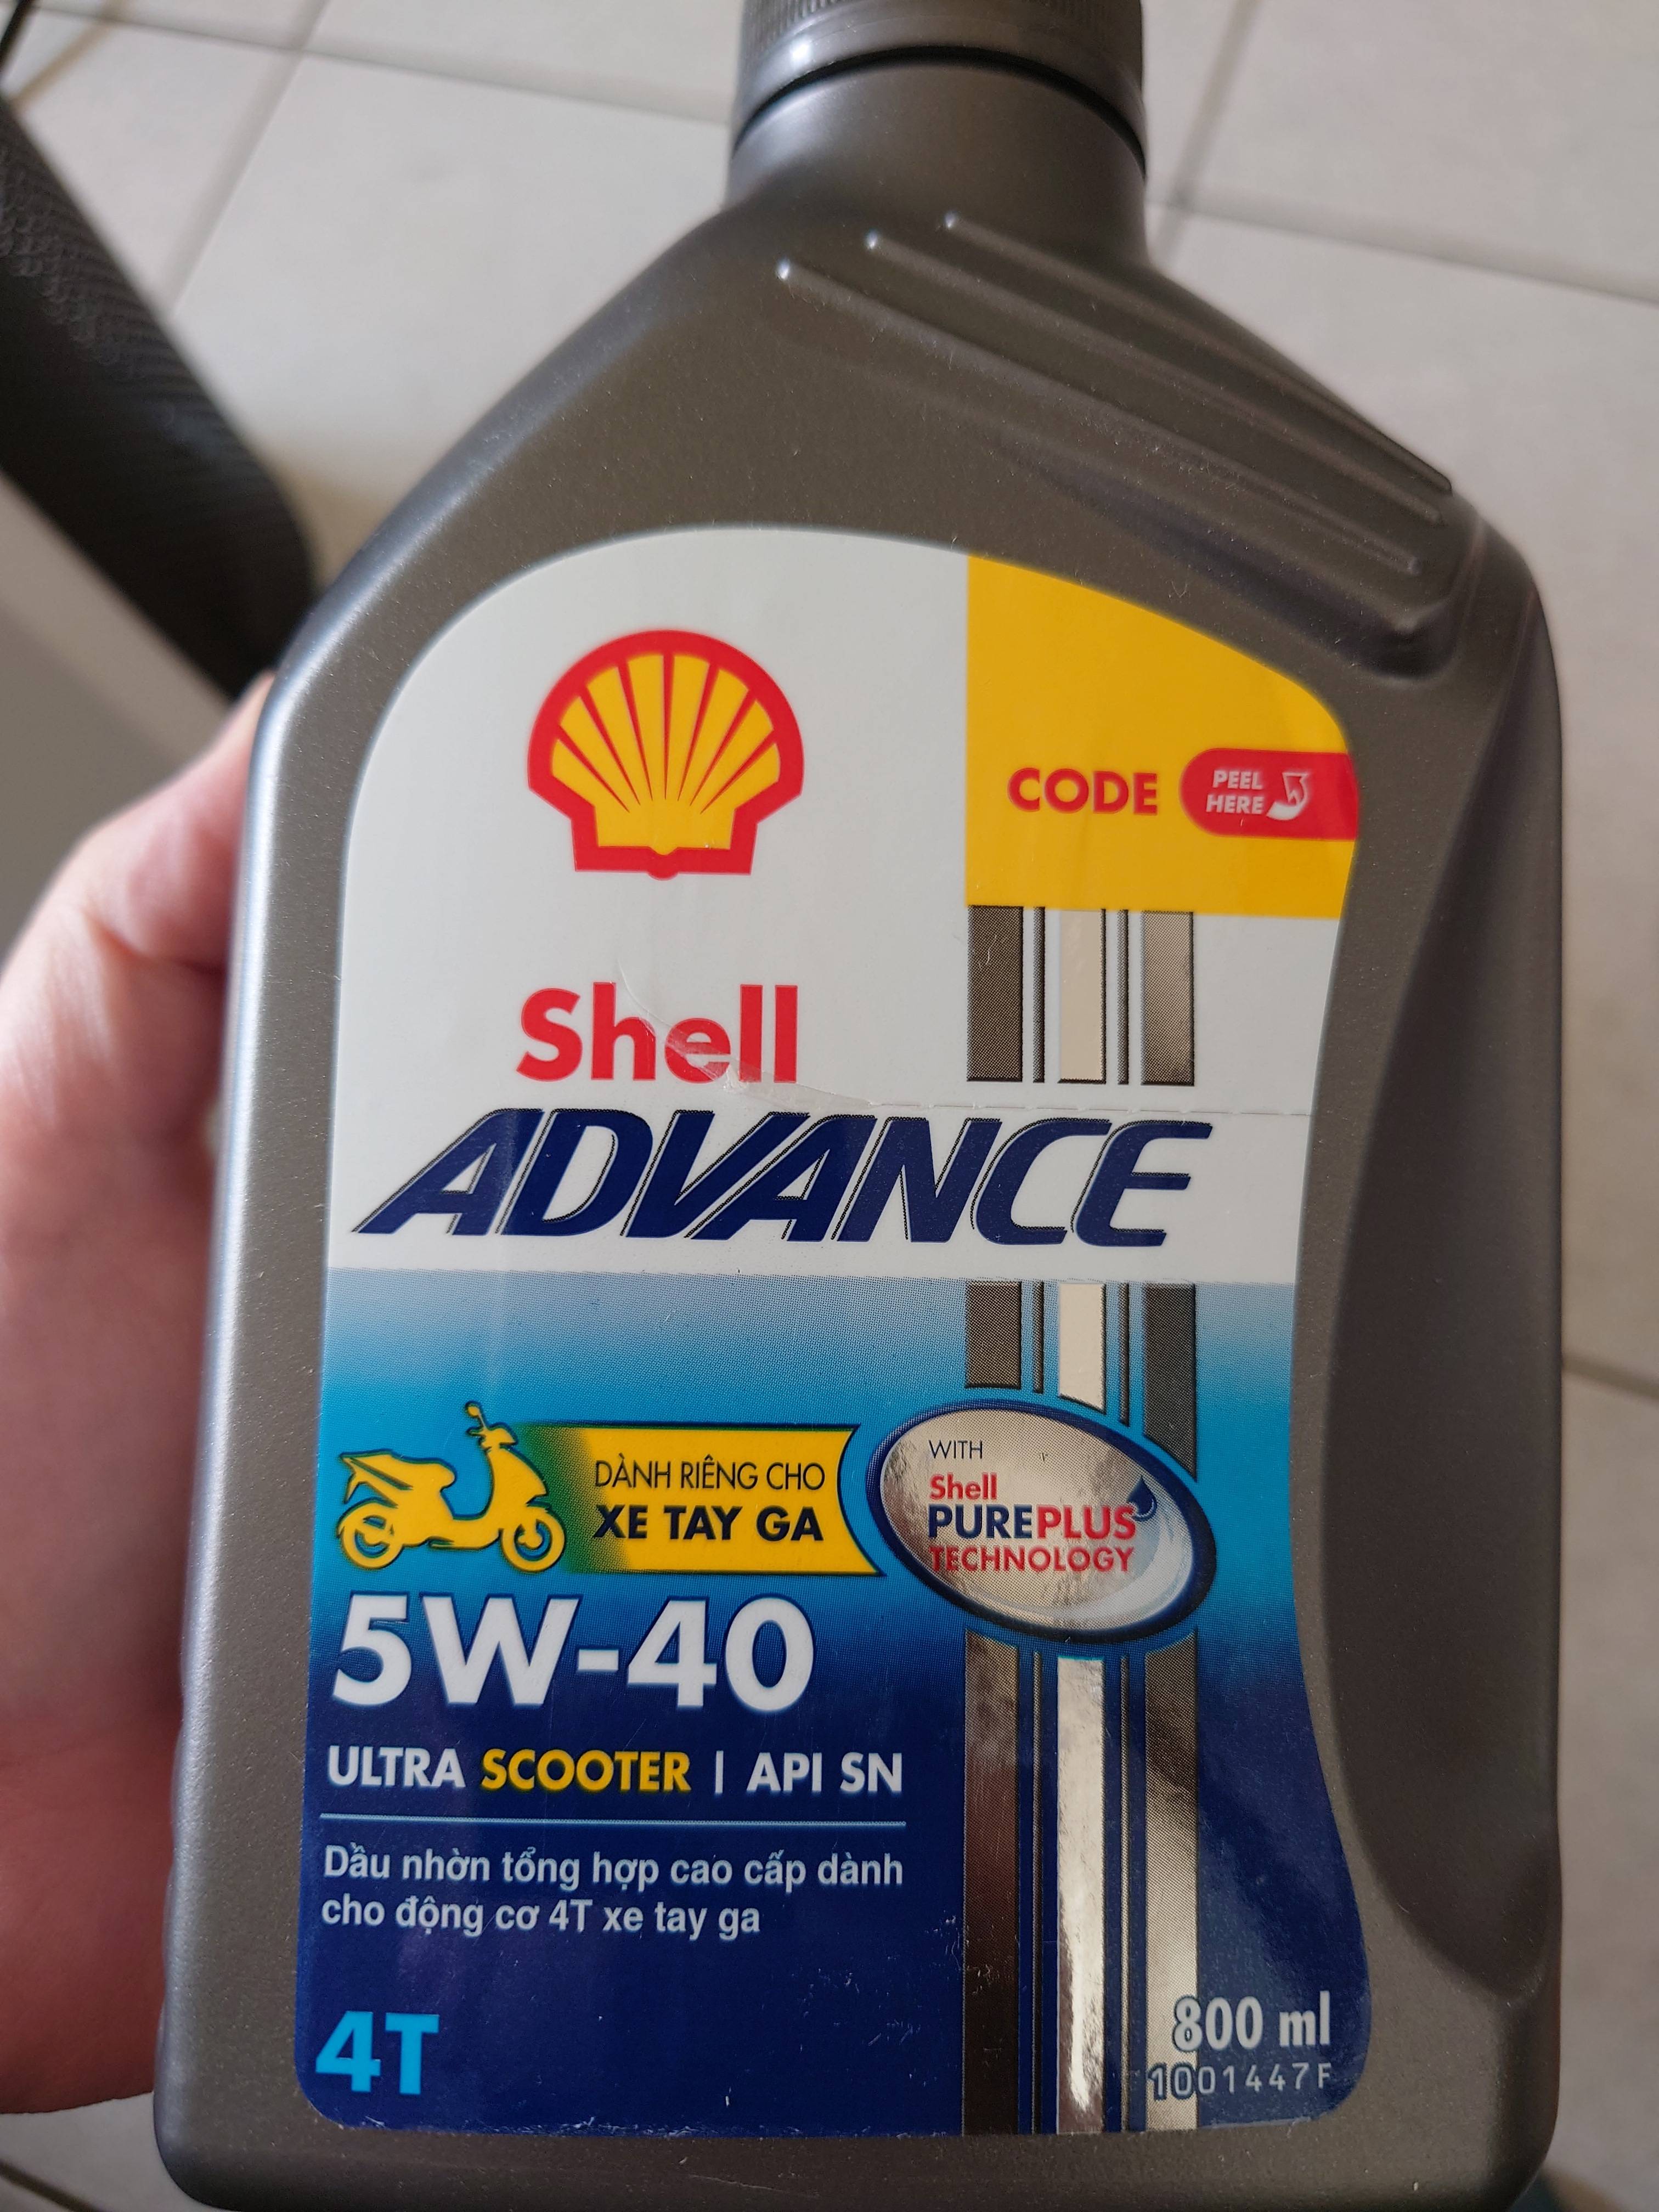 CODE
PEEL
HERE
Shell
ADVANCE
DÀNH RIÊNG CHO
XE TAY GA
WITH
Shell
PUREPLUS
TECHNOLOGY
5W-40
ULTRA SCOOTER | API SN
Dầu nhờn tổng hợp cao cấp dành
cho động cơ 4T xe tay ga
4T
800 ml
1001447F